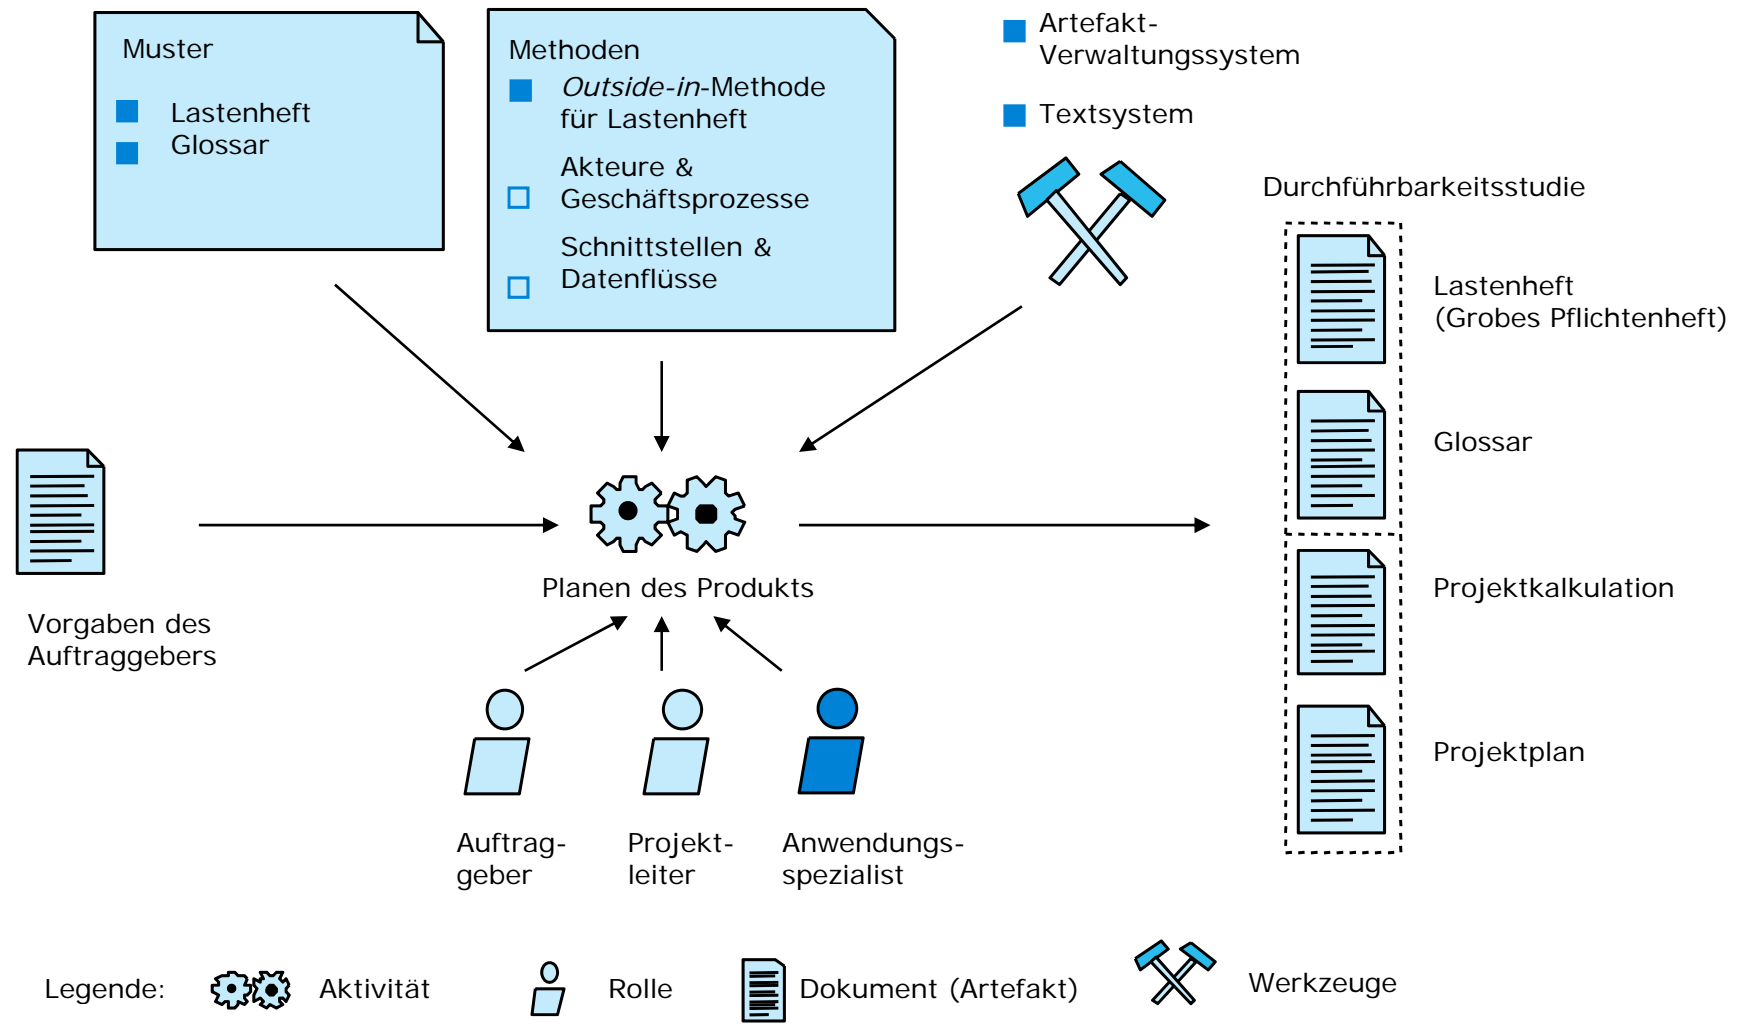 Muster
Lastenheft
Glossar
Methoden
Outside-in-Methode
für Lastenheft
Akteure &
Geschäftsprozesse
Schnittstellen &
Datenflüsse
Artefakt-
Verwaltungssystem
Textsystem
Durchführbarkeitsstudie
Lastenheft
(Grobes Pflichtenheft)
Glossar
Projektkalkulation
Projektplan
Vorgaben des
Auftraggebers
Planen des Produkts
Auftrag-
geber
Projekt-
leiter
Anwendungs-
spezialist
Legende:
Aktivität
Rolle
Dokument (Artefakt)
Werkzeuge